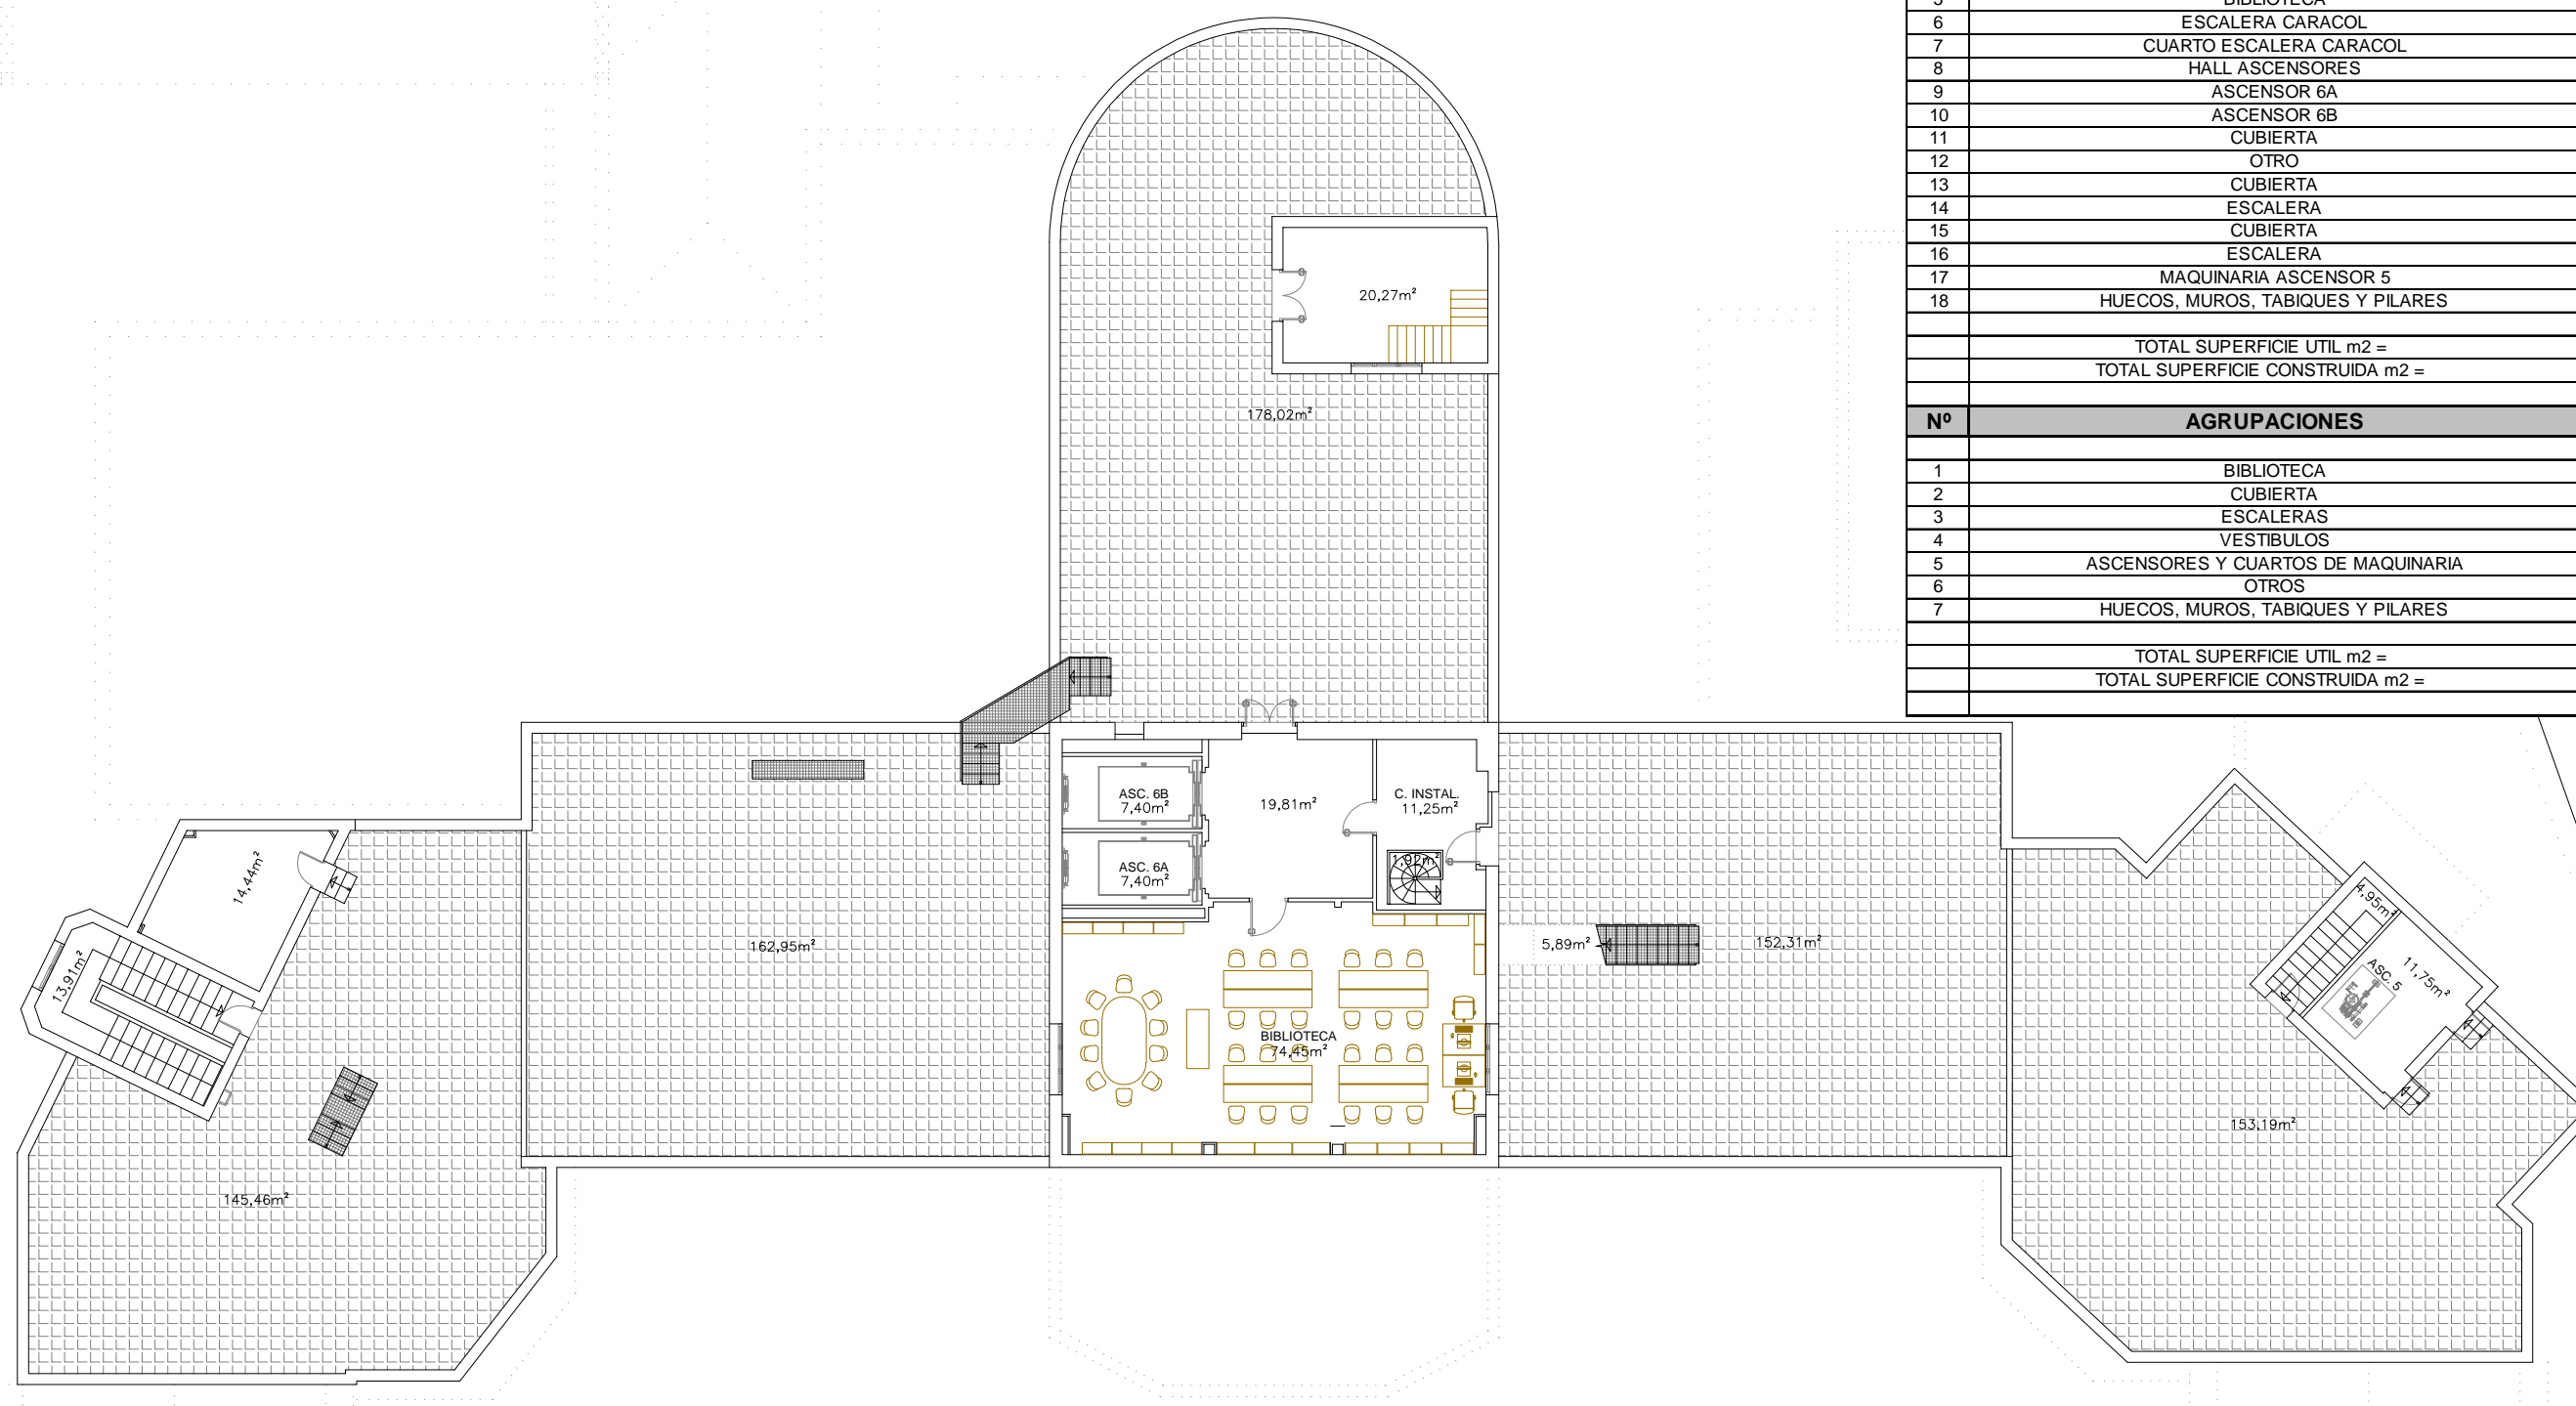 5 BIBLIOTECA
6 ESCALERA CARACOL
7 CUARTO ESCALERA CARACOL
8 HALL ASCENSORES
9 ASCENSOR 6A
10 ASCENSOR 6B
11 CUBIERTA
12 OTRO
13 CUBIERTA
14 ESCALERA
15 CUBIERTA
16 ESCALERA
17 MAQUINARIA ASCENSOR 5
18 HUECOS, MUROS, TABIQUES Y PILARES
TOTAL SUPERFICIE UTIL m2 =
TOTAL SUPERFICIE CONSTRUIDA m2 =
Nº AGRUPACIONES
1 BIBLIOTECA
2 CUBIERTA
3 ESCALERAS
4 VESTIBULOS
5 ASCENSORES Y CUARTOS DE MAQUINARIA
6 OTROS
7 HUECOS, MUROS, TABIQUES Y PILARES
TOTAL SUPERFICIE UTIL m2 =
TOTAL SUPERFICIE CONSTRUIDA m2 =
20,27m²
178,02m²
ASC. 6B
7,40m²
19,81m²
C. INSTAL.
11,25m²
ASC. 6A
7,40m²
1,92m²
14,44m²
13,91m²
162,95m²
5,89m²
152,31m²
4,95m²
ASC. 5
11,75m²
BIBLIOTECA
74,45m²
153,19m²
145,46m²